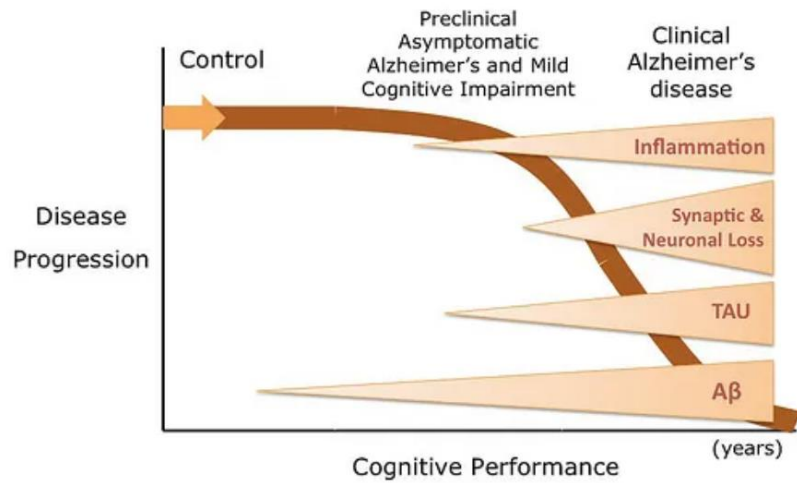 Control
Preclinical
Asymptomatic
Alzheimer's and Mild
Cognitive Impairment
Clinical
Alzheimer's
disease
Inflammation
Synaptic &
Neuronal Loss
TAU
Aβ
Disease
Progression
(years)
Cognitive Performance